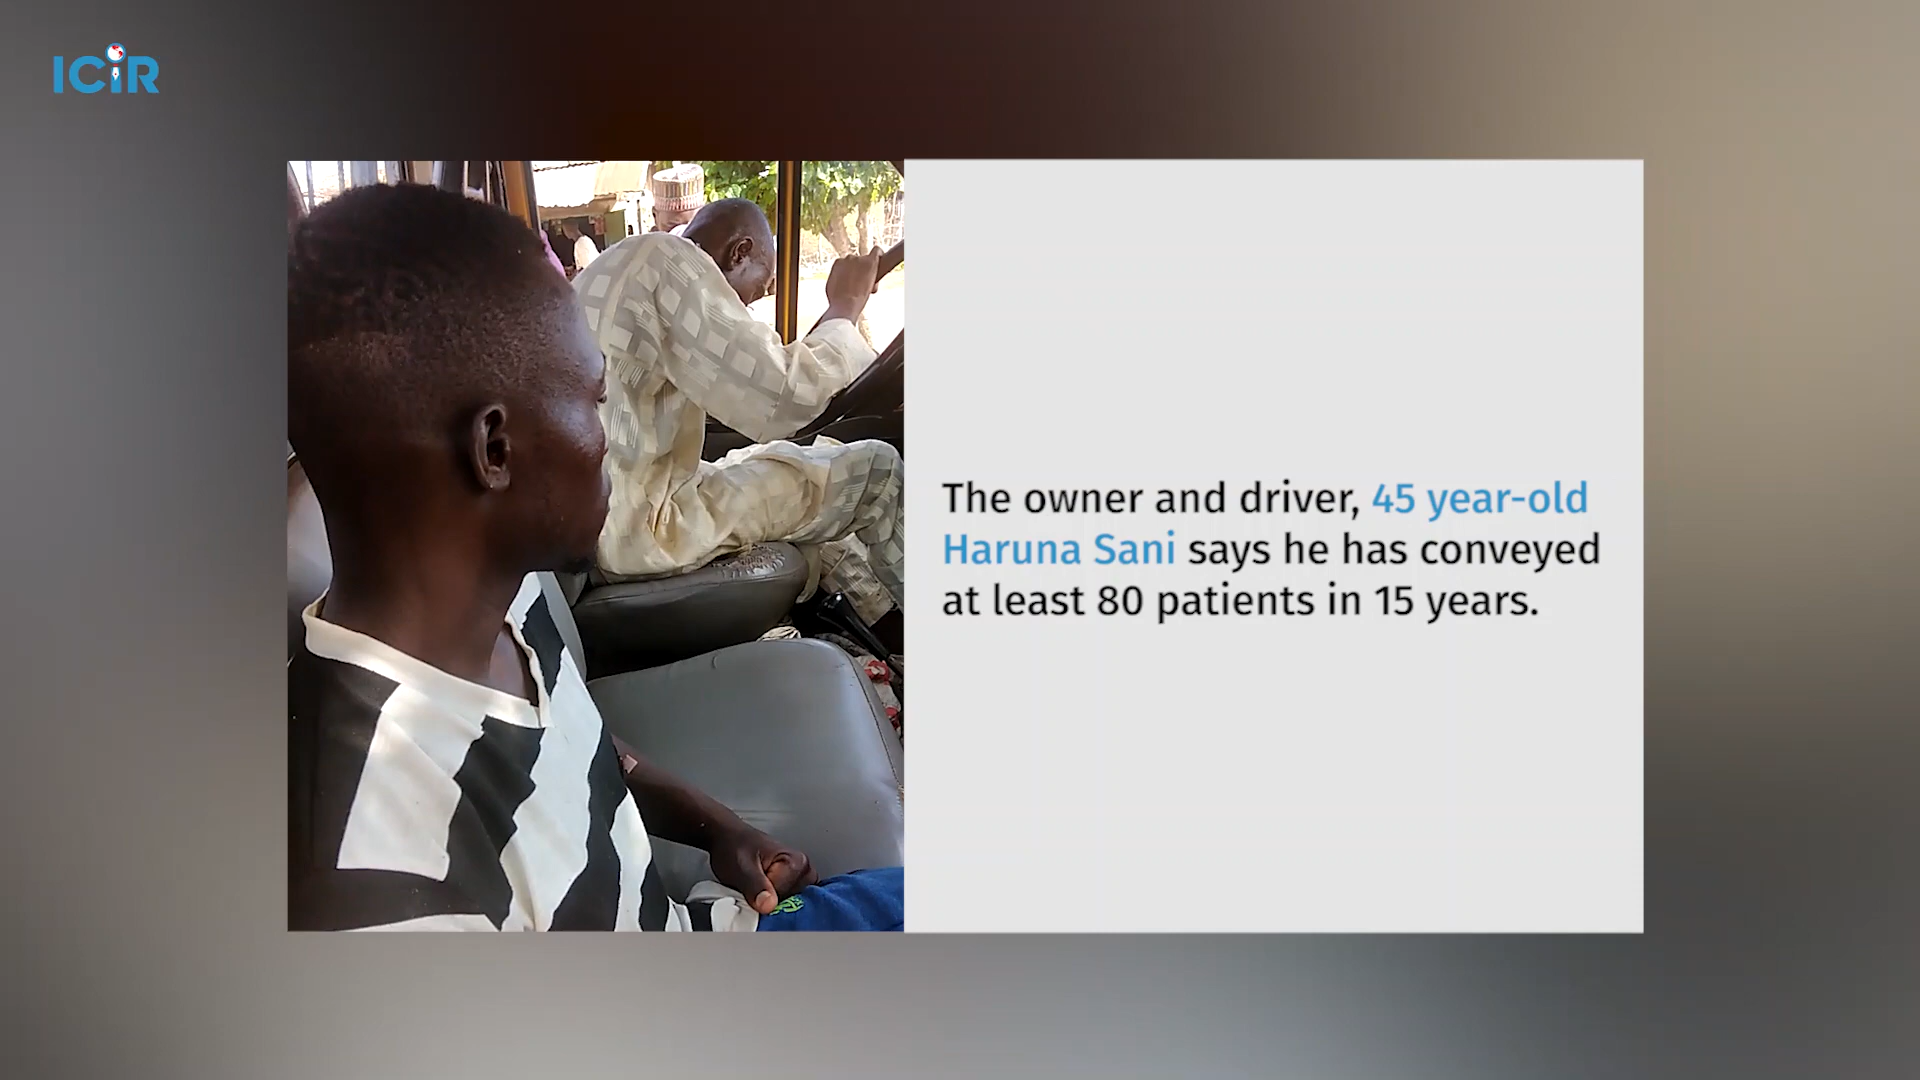 ICIR
The owner and driver, 45 year-old
Haruna Sani says he has conveyed
at least 80 patients in 15 years.